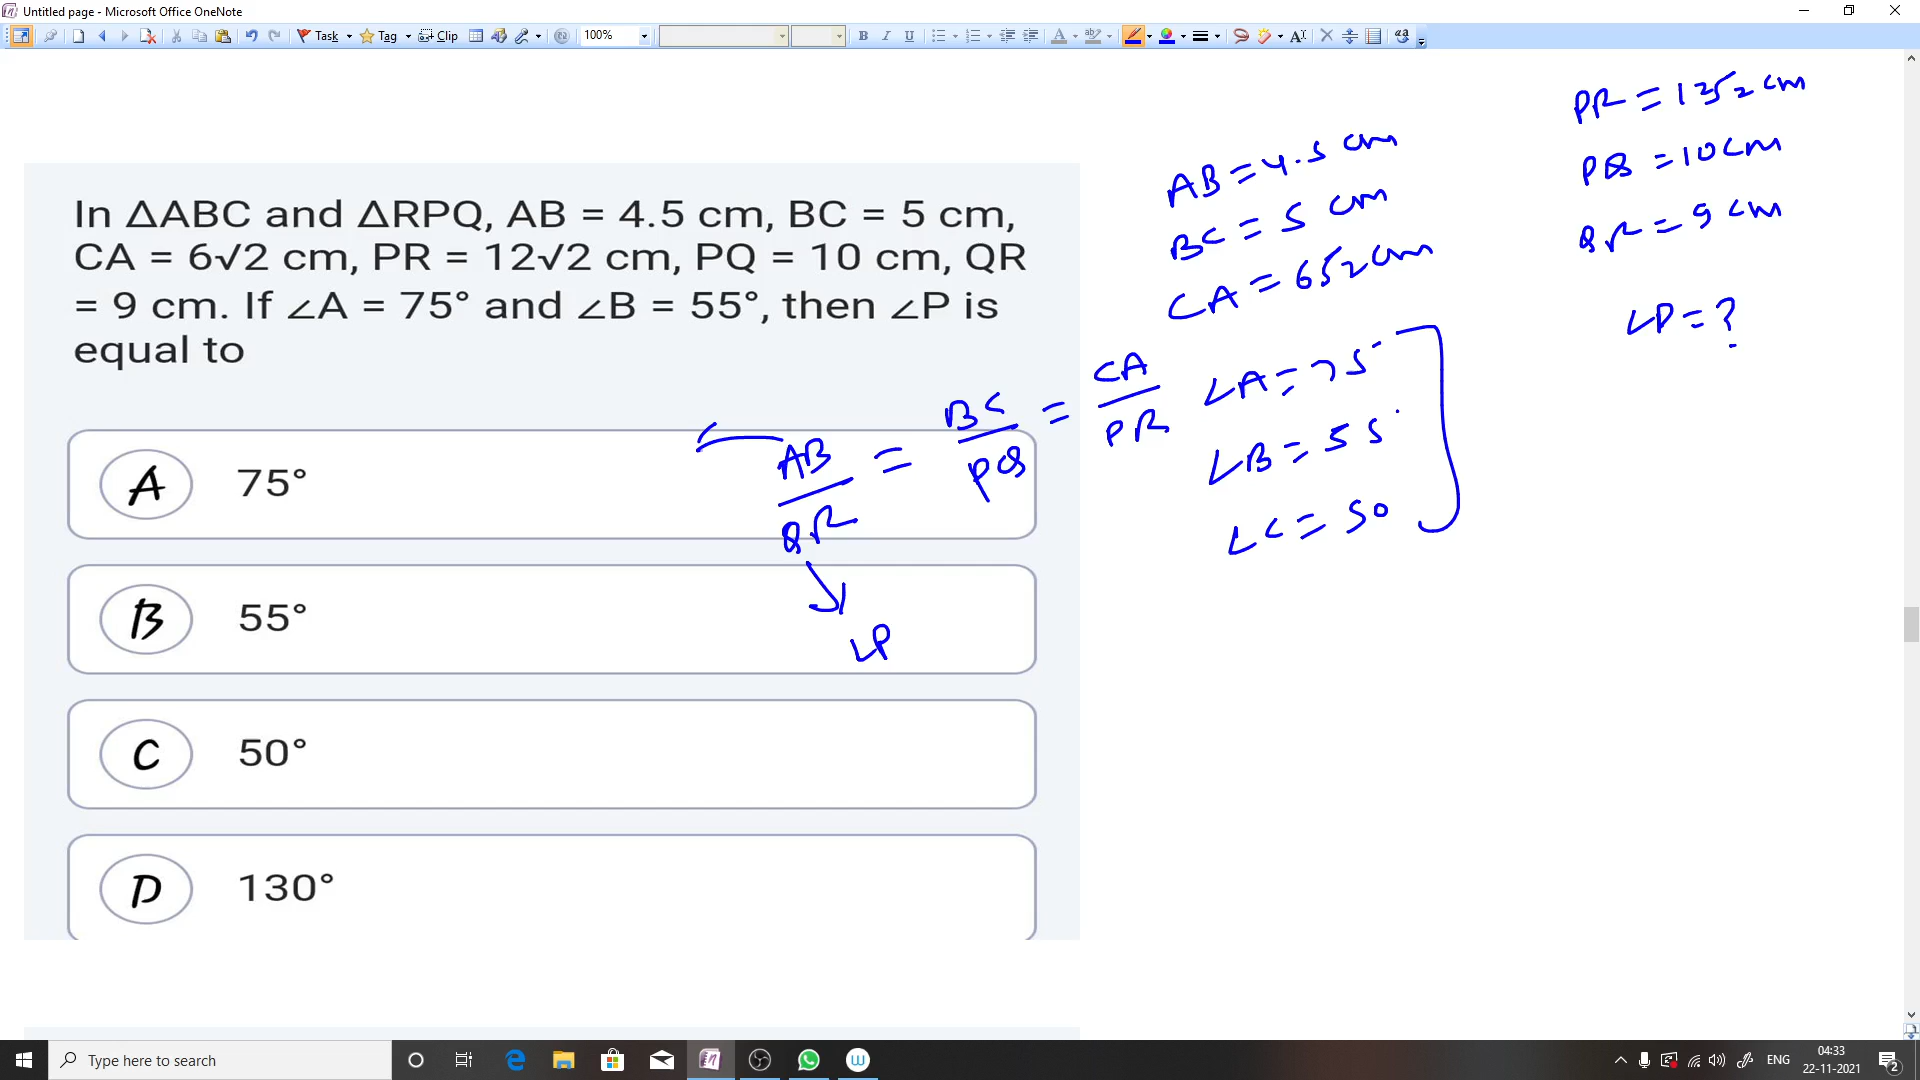 Untitled page - Microsoft Office OneNote
Task Tag Clip 100% B I U
In ΔABC and ΔRPQ, AB = 4.5 cm, BC = 5 cm,
CA = 6√2 cm, PR = 12√2 cm, PQ = 10 cm, QR
= 9 cm. If ∠A = 75° and ∠B = 55°, then ∠P is
equal to
A 75°
B 55°
C 50°
D 130°
AB/QR = BC/PQ = CA/PR
∠P
AB = 4.5 cm
BC = 5 cm
CA = 6√2 cm
∠A = 75°
∠B = 55°
∠C = 50
PR = 12√2 cm
PQ = 10 cm
QR = 9 cm
∠P = ?
Type here to search
ENG
04:33
22-11-2021
2